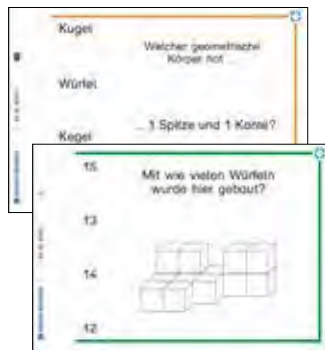 Kugel
Welcher geometrische
Körper hat ...
Würfel
... 1 Spitze und 1 Kante?
Kegel
15
Mit wie vielen Würfeln
wurde hier gebaut?
13
14
12